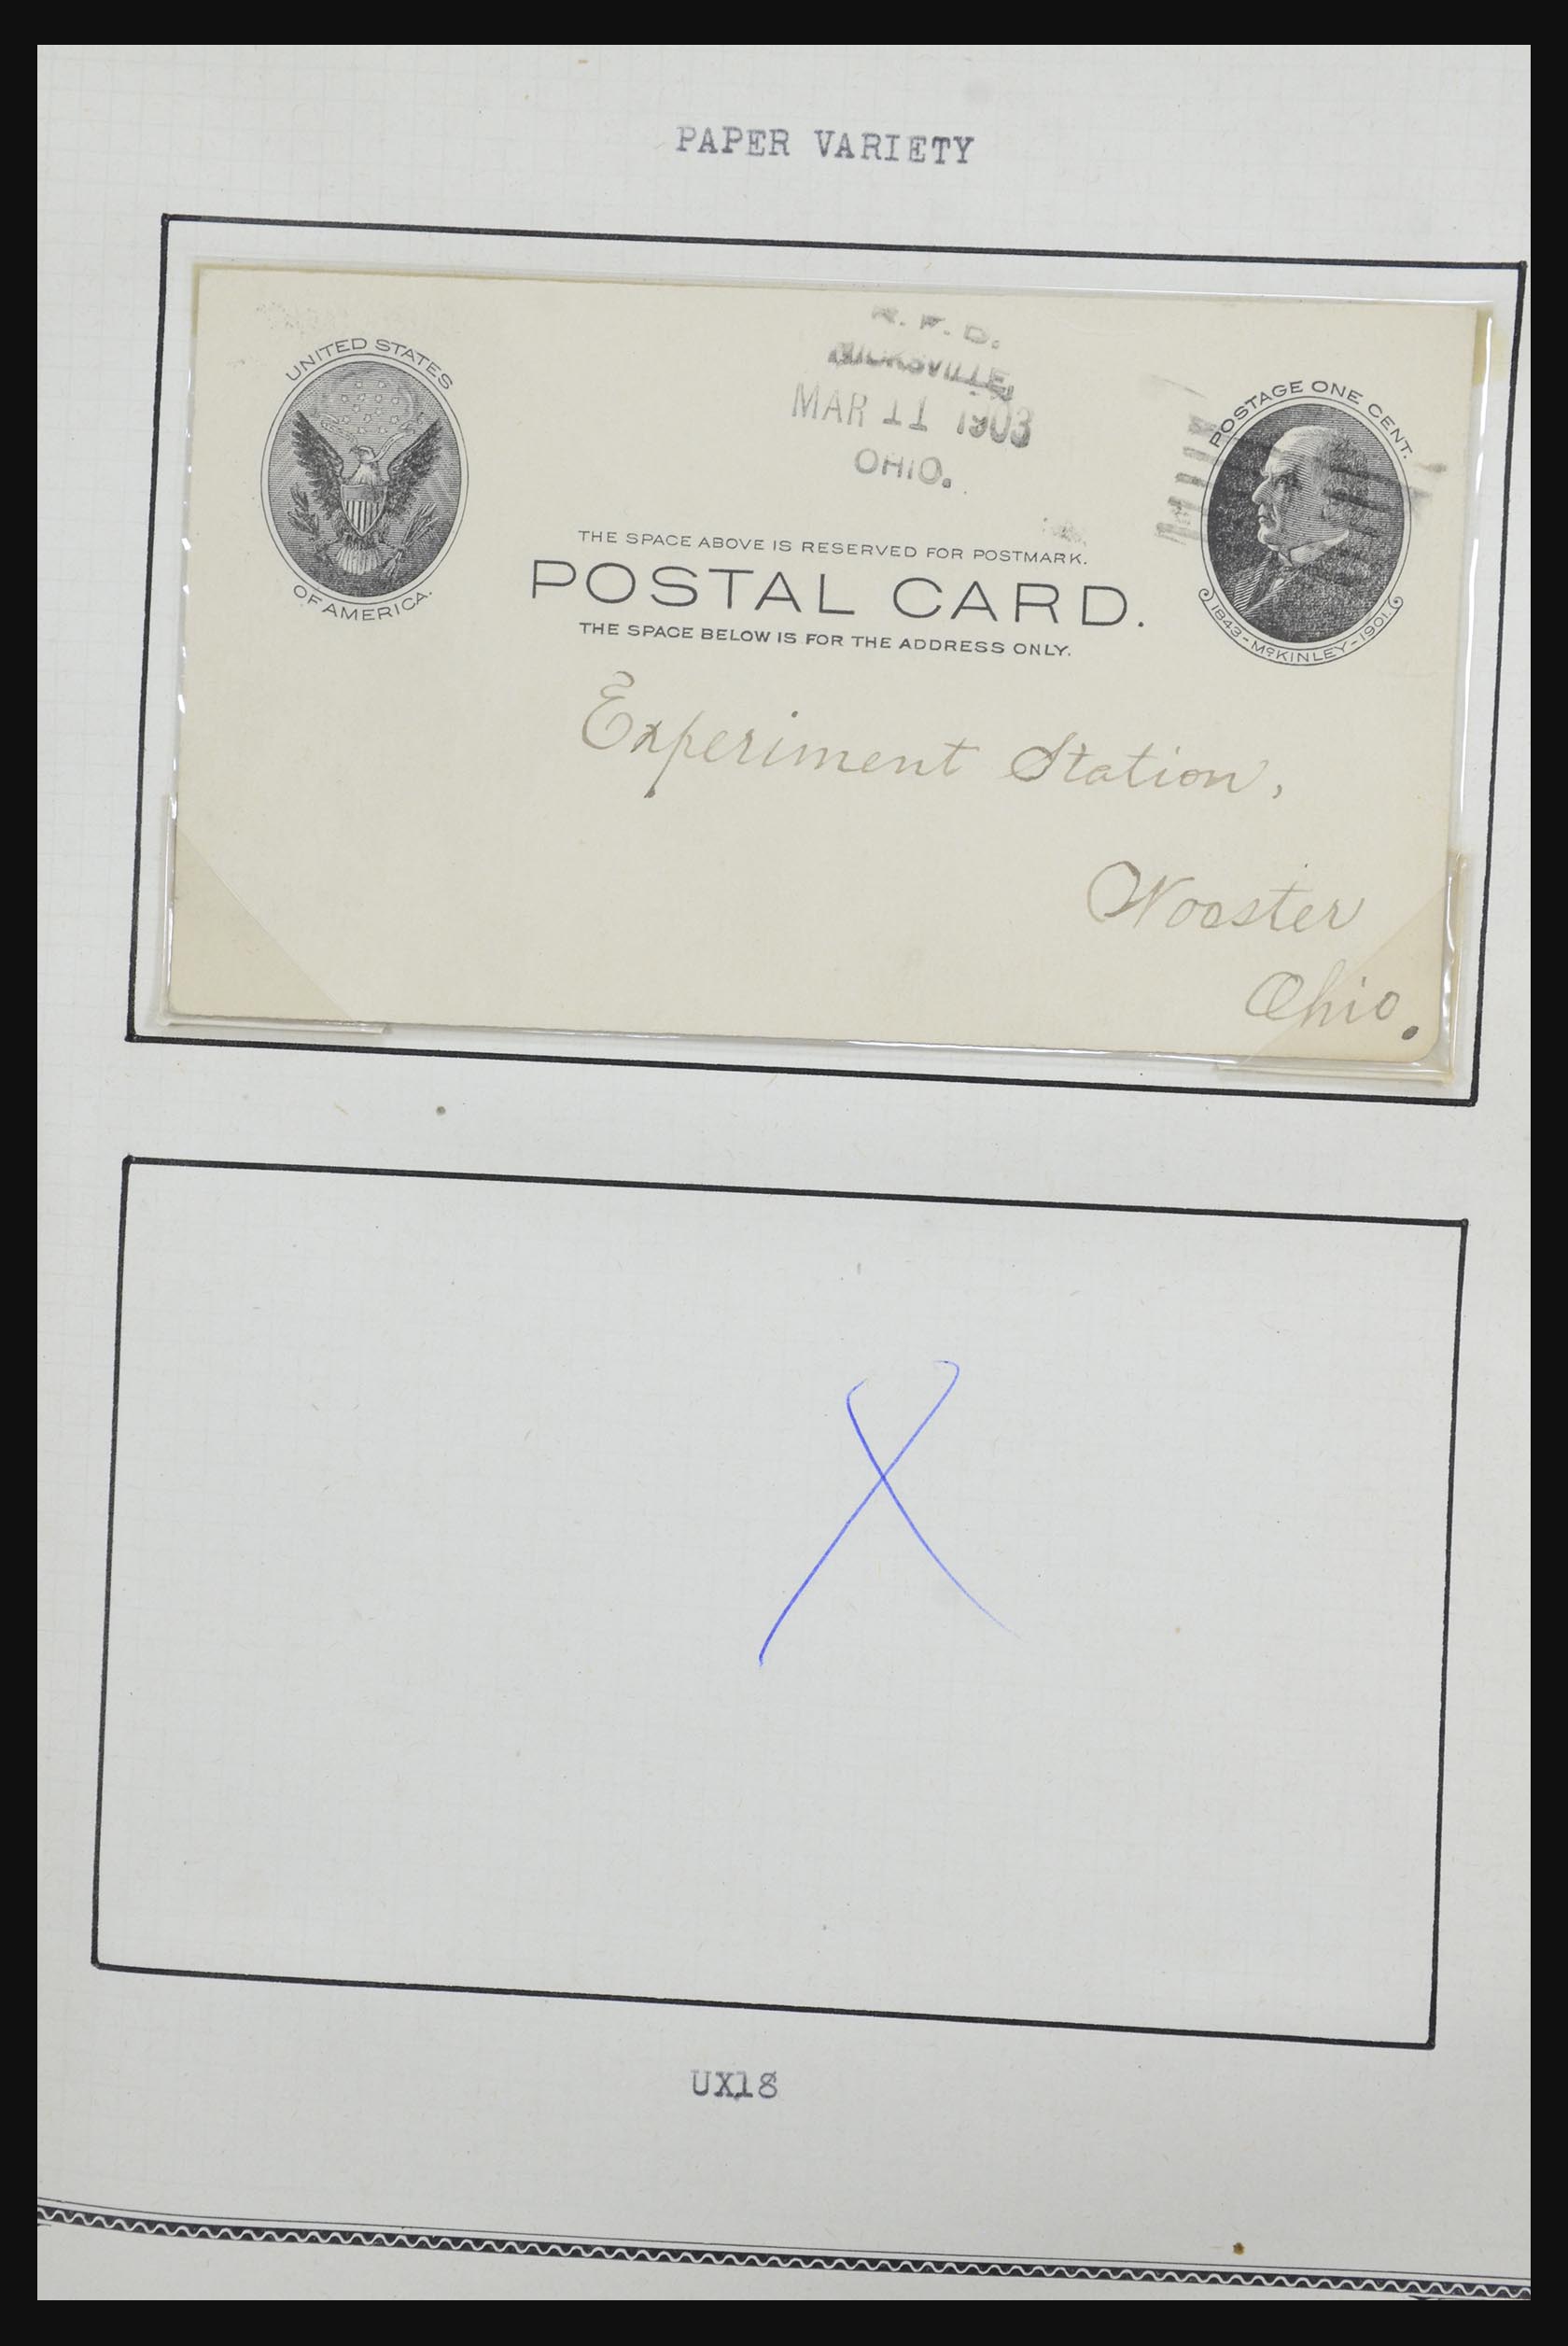 PAPER VARIETY
UNITED STATES
OF AMERICA.
R. F. D.
HICKSVILLE,
MAR 11 1903
OHIO.
POSTAGE ONE CENT.
1843-McKINLEY-1901.
THE SPACE ABOVE IS RESERVED FOR POSTMARK.
POSTAL CARD.
THE SPACE BELOW IS FOR THE ADDRESS ONLY.
Experiment Station,
Wooster
Ohio.
X
UX18